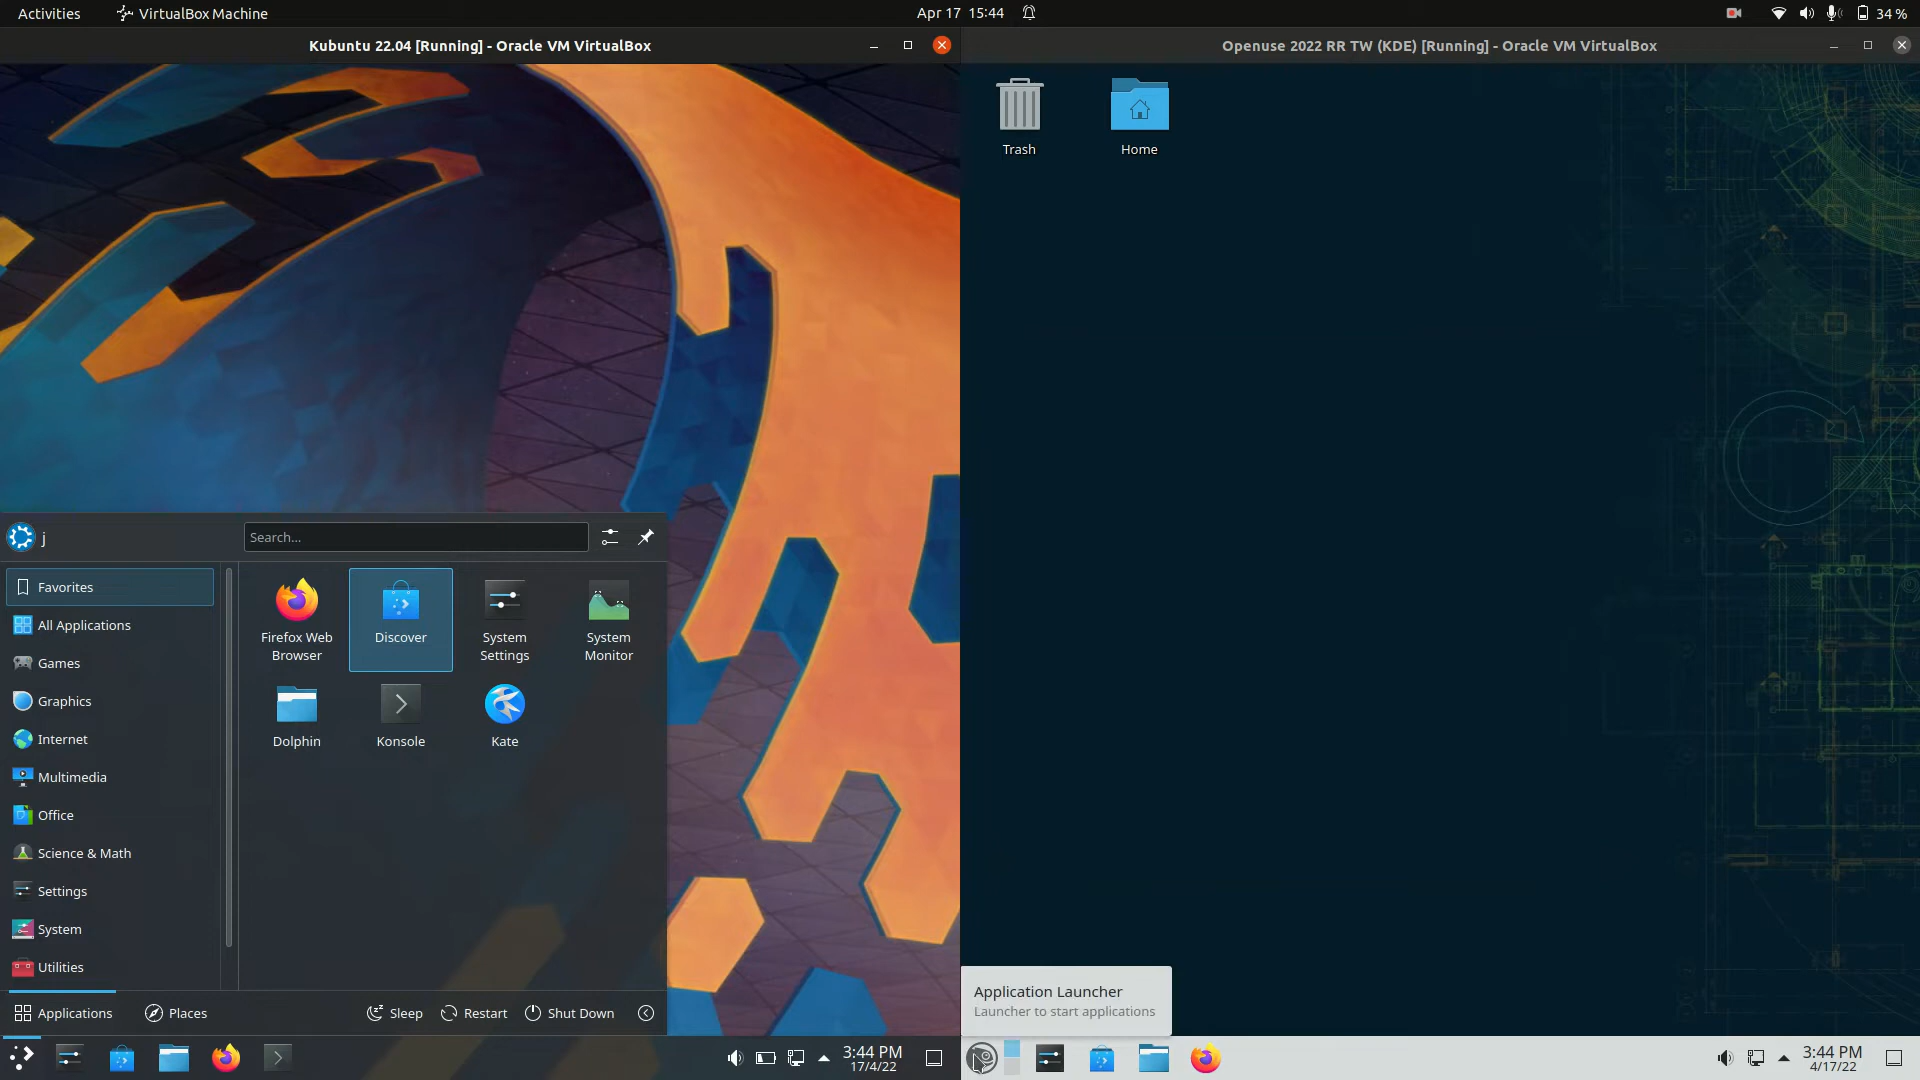 Activities
VirtualBox Machine
Apr 17 15:44
34 %
Kubuntu 22.04 [Running] - Oracle VM VirtualBox
Openuse 2022 RR TW (KDE) [Running] - Oracle VM VirtualBox
Trash
Home
j
Search...
Favorites
All Applications
Games
Graphics
Internet
Multimedia
Office
Science & Math
Settings
System
Utilities
Firefox Web
Browser
Discover
System
Settings
System
Monitor
Dolphin
Konsole
Kate
Applications
Places
Sleep
Restart
Shut Down
3:44 PM
17/4/22
Application Launcher
Launcher to start applications
3:44 PM
4/17/22